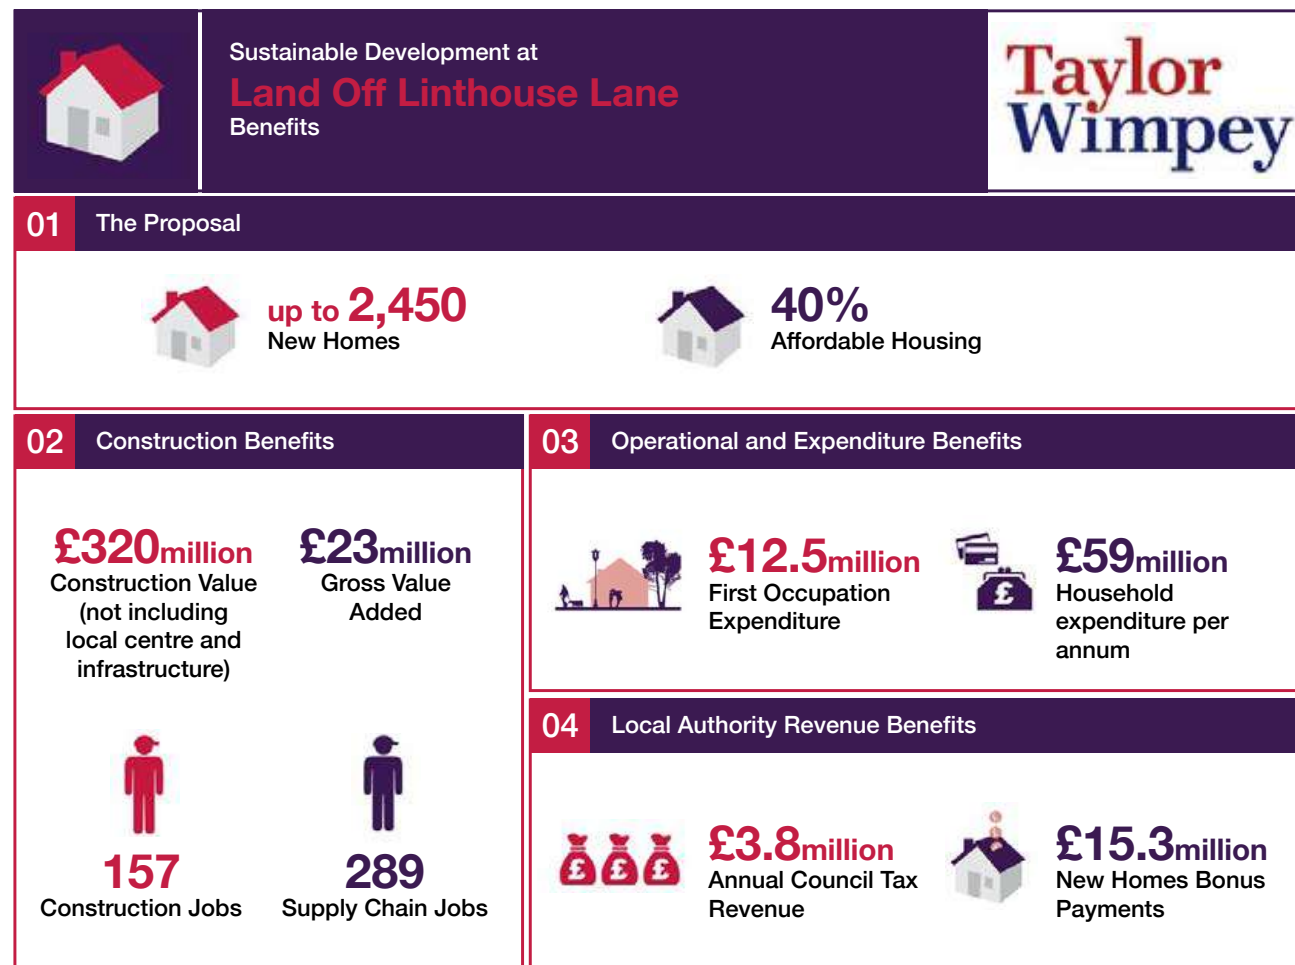 Sustainable Development at
Land Off Linthouse Lane
Benefits
Taylor
Wimpey
01 The Proposal
up to 2,450
New Homes
40%
Affordable Housing
02 Construction Benefits
£320million
Construction Value
(not including
local centre and
infrastructure)
£23million
Gross Value
Added
157
Construction Jobs
289
Supply Chain Jobs
03 Operational and Expenditure Benefits
£12.5million
First Occupation
Expenditure
£
£59million
Household
expenditure per
annum
04 Local Authority Revenue Benefits
£ £ £
£3.8million
Annual Council Tax
Revenue
£15.3million
New Homes Bonus
Payments